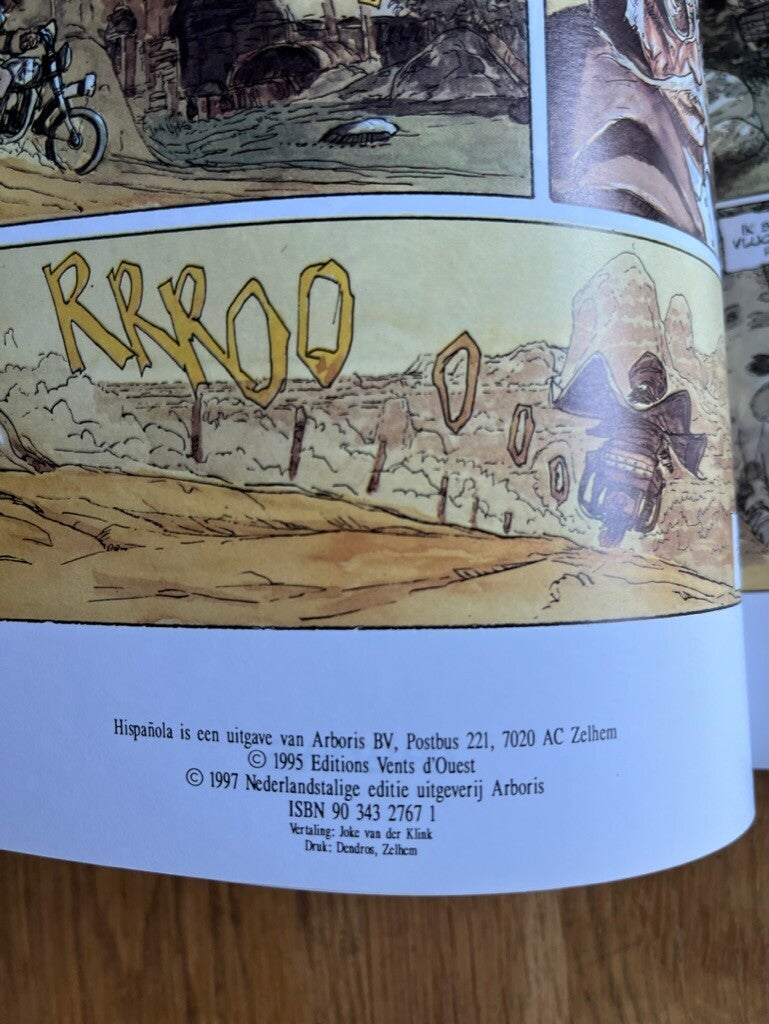 RRROO
O
O
O
IK
Hispañola is een uitgave van Arboris BV, Postbus 221, 7020 AC Zelhem
© 1995 Editions Vents d'Ouest
© 1997 Nederlandstalige editie uitgeverij Arboris
ISBN 90 343 2767 1
Vertaling: Joke van der Klink
Druk: Dendros, Zelhem